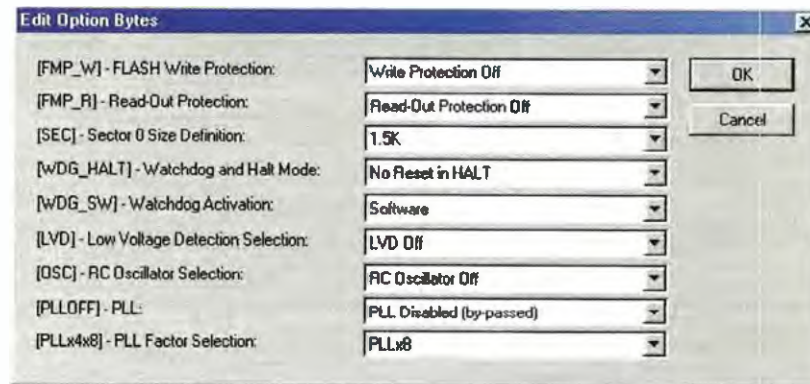 Edit Option Bytes
[FMP_W] - FLASH Write Protection: Write Protection Off OK
[FMP_R] - Read-Out Protection: Read-Out Protection Off
Cancel
[SEC] - Sector 0 Size Definition: 1.5K
[WDG_HALT] - Watchdog and Halt Mode: No Reset in HALT
[WDG_SW] - Watchdog Activation: Software
[LVD] - Low Voltage Detection Selection: LVD Off
[OSC] - RC Oscillator Selection: RC Oscillator Off
[PLLOFF] - PLL: PLL Disabled (by-passed)
[PLLx4x8] - PLL Factor Selection: PLLx8